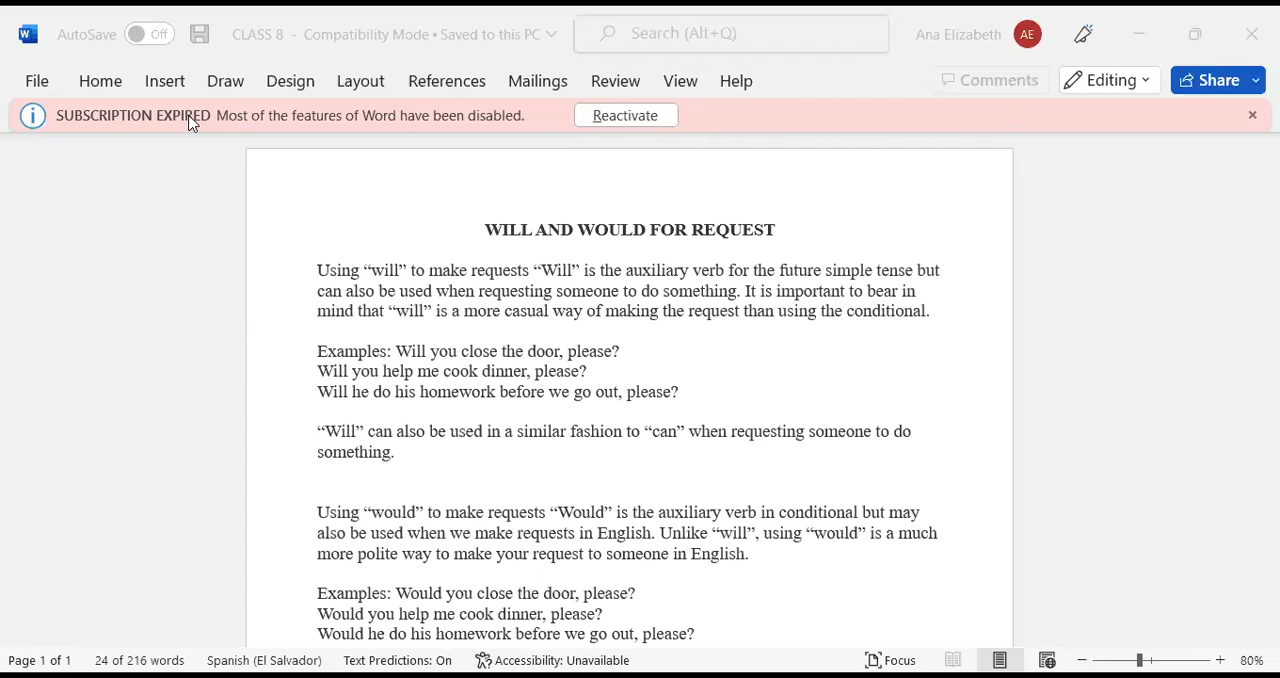 W AutoSave Off CLASS 8 - Compatibility Mode • Saved to this PC Search (Alt+Q) Ana Elizabeth AE
File Home Insert Draw Design Layout References Mailings Review View Help Comments Editing Share
SUBSCRIPTION EXPIRED Most of the features of Word have been disabled. Reactivate
WILL AND WOULD FOR REQUEST
Using “will” to make requests “Will” is the auxiliary verb for the future simple tense but
can also be used when requesting someone to do something. It is important to bear in
mind that “will” is a more casual way of making the request than using the conditional.
Examples: Will you close the door, please?
Will you help me cook dinner, please?
Will he do his homework before we go out, please?
“Will” can also be used in a similar fashion to “can” when requesting someone to do
something.
Using “would” to make requests “Would” is the auxiliary verb in conditional but may
also be used when we make requests in English. Unlike “will”, using “would” is a much
more polite way to make your request to someone in English.
Examples: Would you close the door, please?
Would you help me cook dinner, please?
Would he do his homework before we go out, please?
Page 1 of 1 24 of 216 words Spanish (El Salvador) Text Predictions: On Accessibility: Unavailable Focus 80%